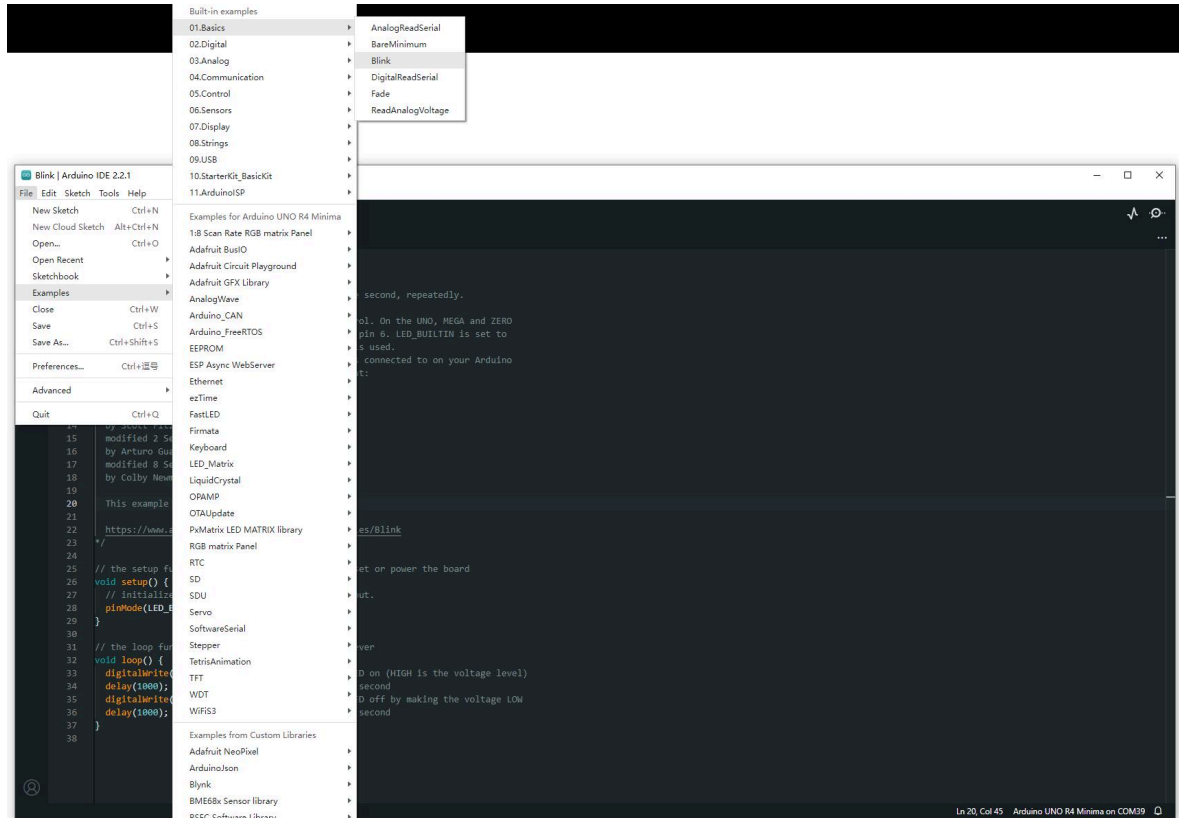 Built-in examples
01.Basics
02.Digital
03.Analog
04.Communication
05.Control
06.Sensors
07.Display
08.Strings
09.USB
10.StarterKit_BasicKit
11.ArduinoISP
Examples for Arduino UNO R4 Minima
1:8 Scan Rate RGB matrix Panel
Adafruit BusIO
Adafruit Circuit Playground
Adafruit GFX Library
AnalogWave
Arduino_CAN
Arduino_FreeRTOS
EEPROM
ESP Async WebServer
Ethernet
ezTime
FastLED
Firmata
Keyboard
LED_Matrix
LiquidCrystal
OPAMP
OTAUpdate
PxMatrix LED MATRIX library
RGB matrix Panel
RTC
SD
SDU
Servo
SoftwareSerial
Stepper
TetrisAnimation
TFT
WDT
WiFiS3
Examples from Custom Libraries
Adafruit NeoPixel
ArduinoJson
Blynk
BME68x Sensor library
BSEC Software Library
AnalogReadSerial
BareMinimum
Blink
DigitalReadSerial
Fade
ReadAnalogVoltage
Blink | Arduino IDE 2.2.1
File Edit Sketch Tools Help
New Sketch Ctrl+N
New Cloud Sketch Alt+Ctrl+N
Open... Ctrl+O
Open Recent
Sketchbook
Examples
Close Ctrl+W
Save Ctrl+S
Save As... Ctrl+Shift+S
Preferences... Ctrl+逗号
Advanced
Quit Ctrl+Q
second, repeatedly.
ol. On the UNO, MEGA and ZERO
pin 6. LED_BUILTIN is set to
s used.
connected to on your Arduino
t:
15 modified 2 Se
16 by Arturo Gua
17 modified 8 Se
18 by Colby Newm
19
20 This example
21
22 https://www.a es/Blink
23 */
24
25 // the setup fu et or power the board
26 void setup() {
27 // initialize ut.
28 pinMode(LED_B
29 }
30
31 // the loop fun ver
32 void loop() {
33 digitalWrite( D on (HIGH is the voltage level)
34 delay(1000); second
35 digitalWrite( D off by making the voltage LOW
36 delay(1000); second
37 }
38
Ln 20, Col 45 Arduino UNO R4 Minima on COM39